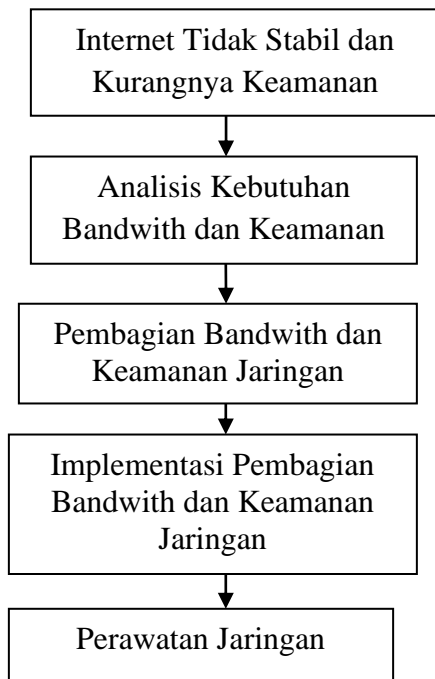 Internet Tidak Stabil dan
Kurangnya Keamanan
Analisis Kebutuhan
Bandwith dan Keamanan
Pembagian Bandwith dan
Keamanan Jaringan
Implementasi Pembagian
Bandwith dan Keamanan
Jaringan
Perawatan Jaringan